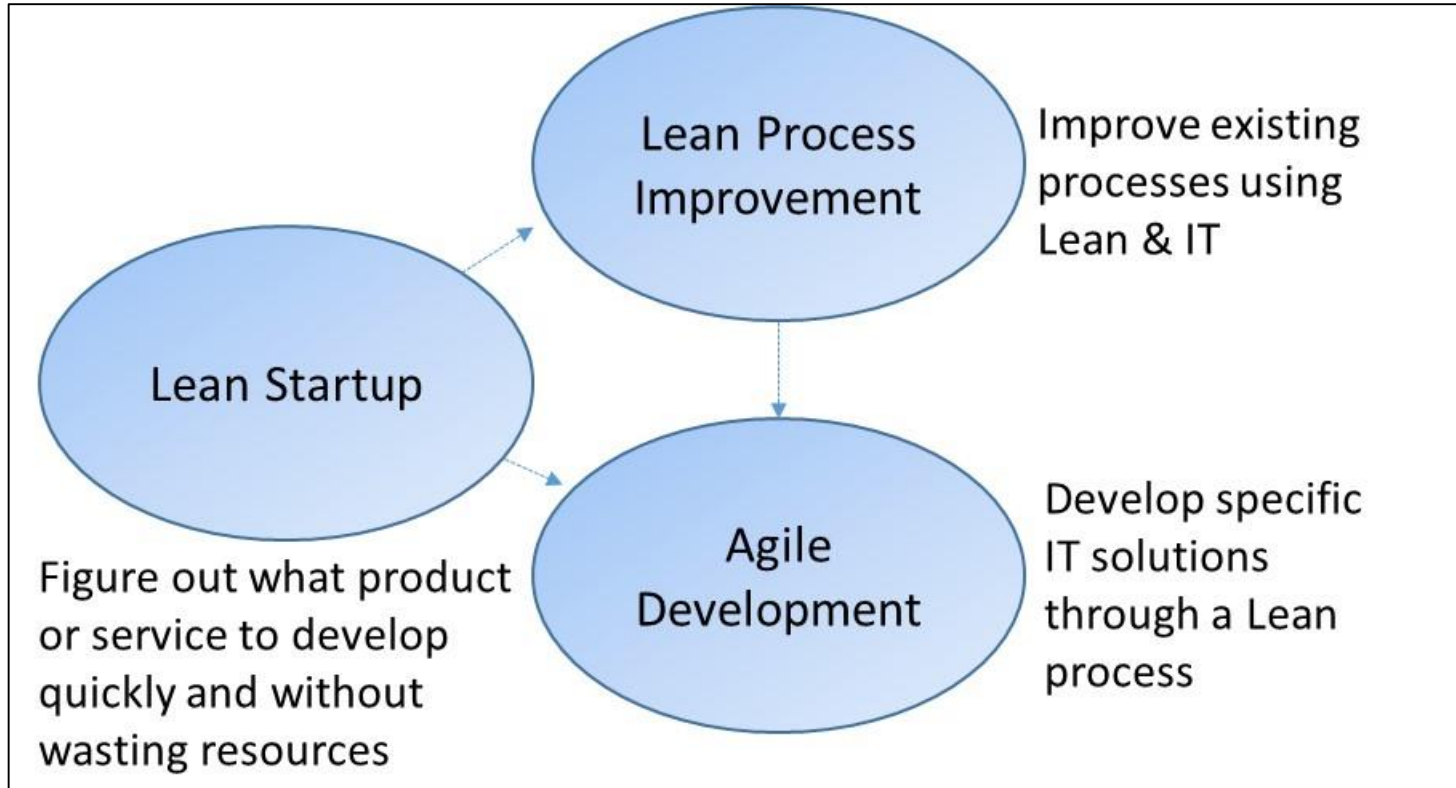 Lean Process
Improvement
Improve existing
processes using
Lean & IT
Lean Startup
Figure out what product
or service to develop
quickly and without
wasting resources
Agile
Development
Develop specific
IT solutions
through a Lean
process